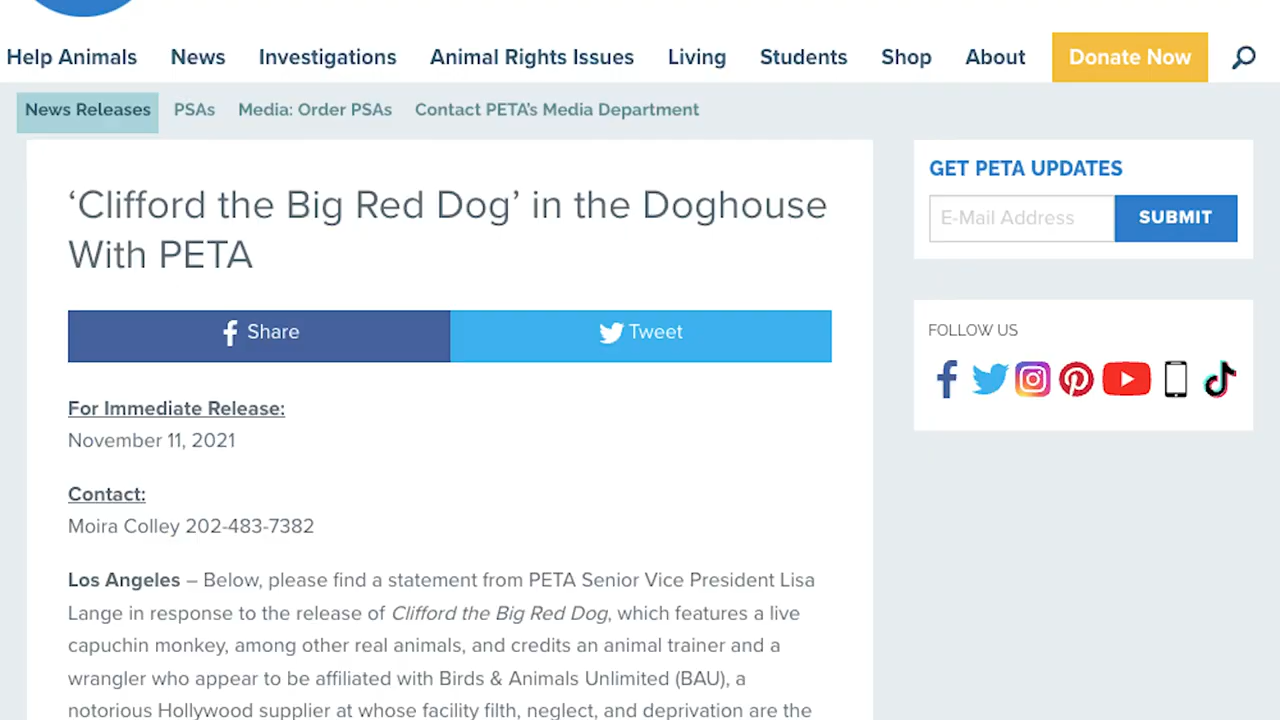 Help Animals News Investigations Animal Rights Issues Living Students Shop About Donate Now
News Releases PSAs Media: Order PSAs Contact PETA's Media Department
‘Clifford the Big Red Dog’ in the Doghouse
With PETA
Share Tweet
For Immediate Release:
November 11, 2021
Contact:
Moira Colley 202-483-7382
Los Angeles – Below, please find a statement from PETA Senior Vice President Lisa
Lange in response to the release of Clifford the Big Red Dog, which features a live
capuchin monkey, among other real animals, and credits an animal trainer and a
wrangler who appear to be affiliated with Birds & Animals Unlimited (BAU), a
notorious Hollywood supplier at whose facility filth, neglect, and deprivation are the
GET PETA UPDATES
E-Mail Address SUBMIT
FOLLOW US